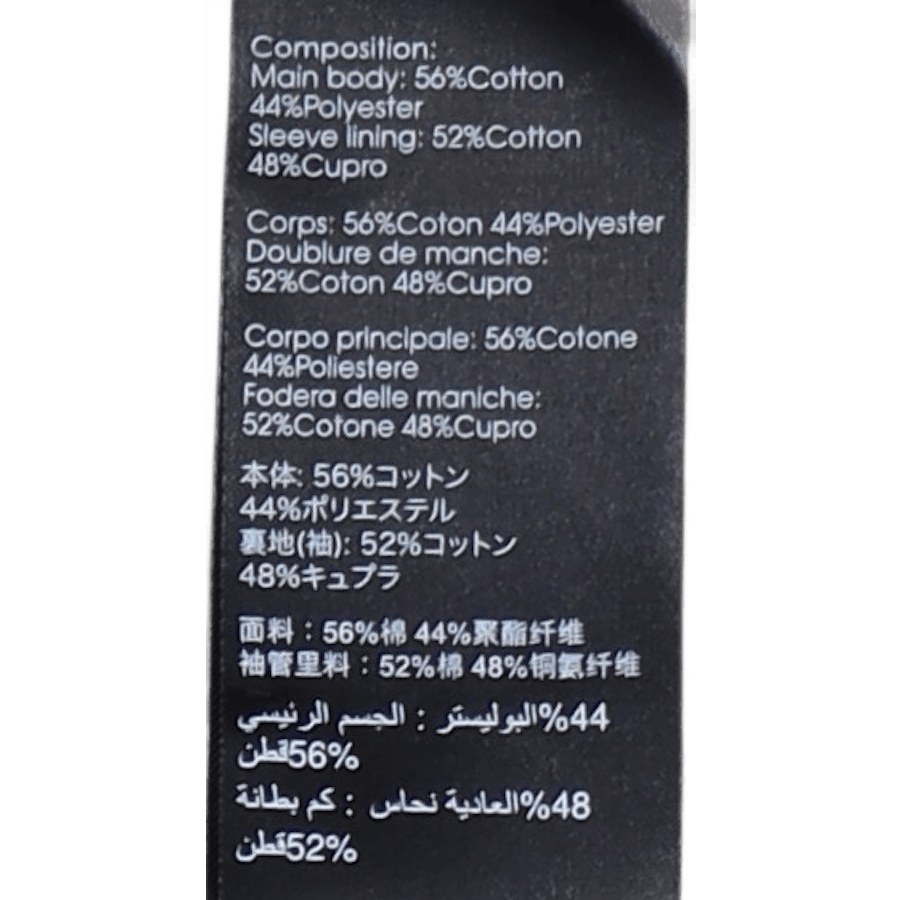 Composition:
Main body: 56%Cotton
44%Polyester
Sleeve lining: 52%Cotton
48%Cupro
Corps: 56%Coton 44%Polyester
Doublure de manche:
52%Coton 48%Cupro
Corpo principale: 56%Cotone
44%Poliestere
Fodera delle maniche:
52%Cotone 48%Cupro
本体: 56%コットン
44%ポリエステル
裏地(袖): 52%コットン
48%キュプラ
面料：56%棉 44%聚酯纤维
袖管里料：52%棉 48%铜氨纤维
44%البوليستر : الجسم الرئيسي
56%قطن
48%العادية نحاس : كم بطانة
52%قطن